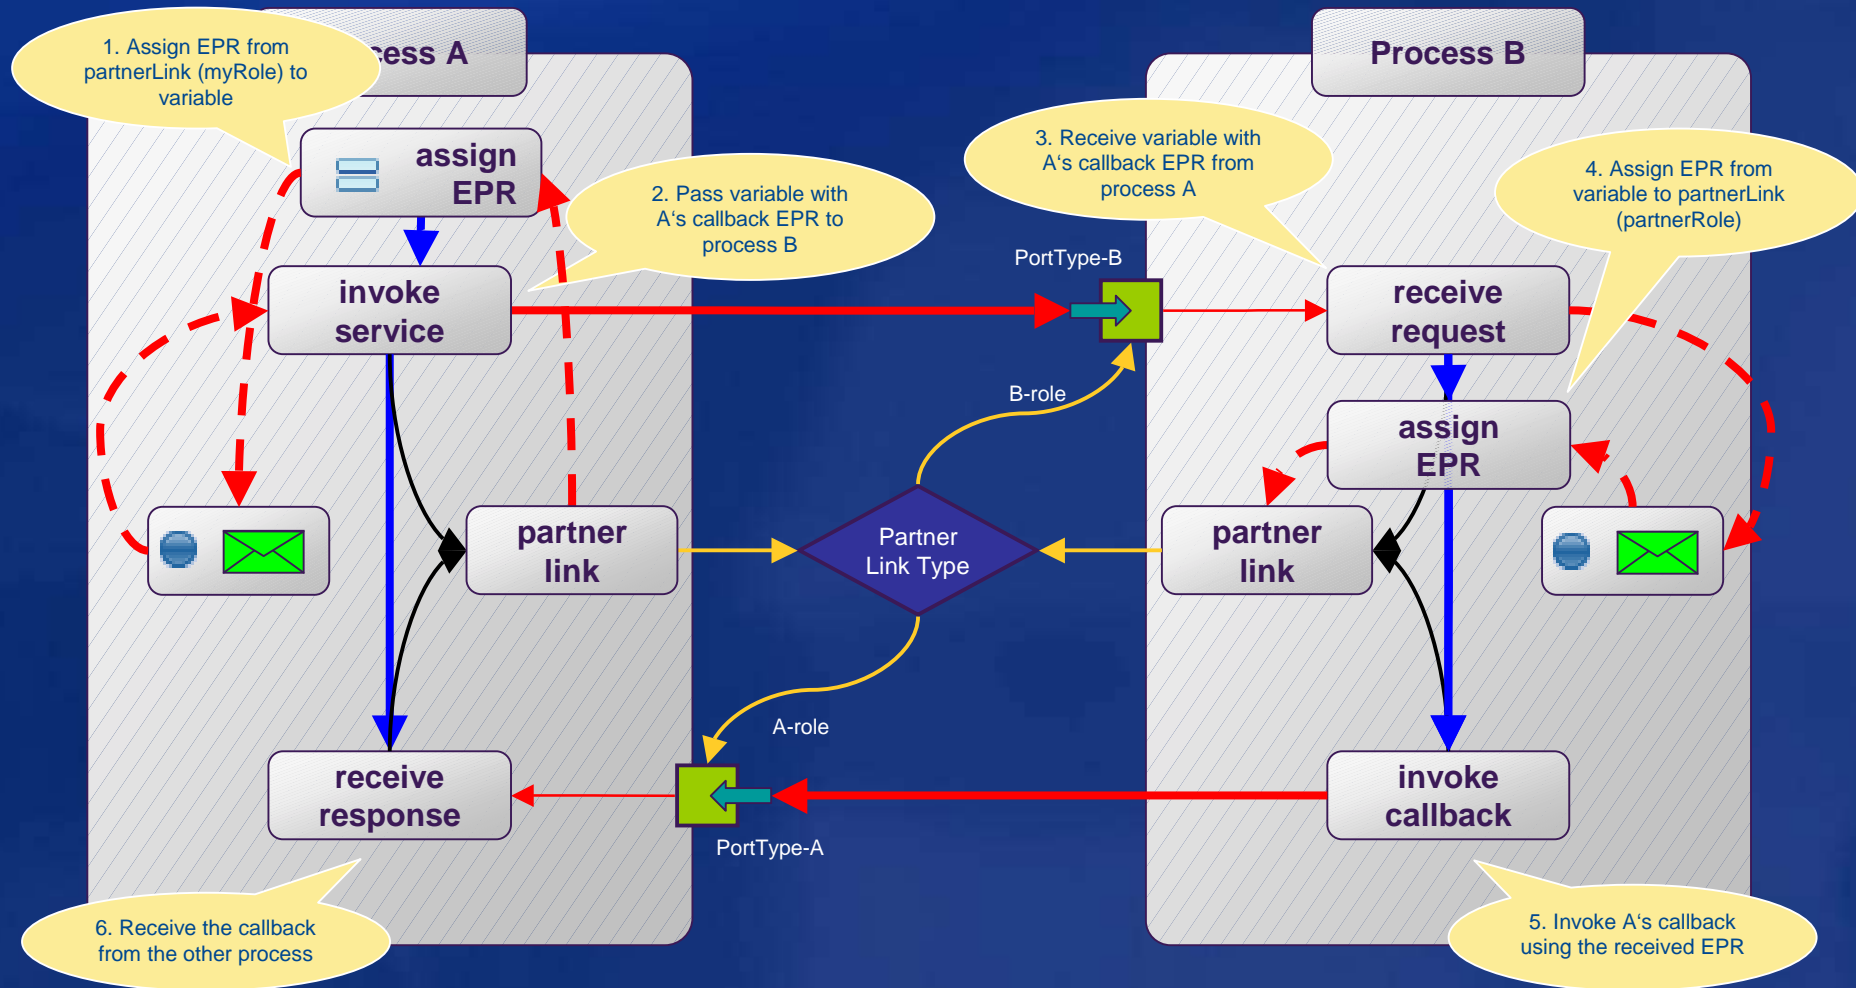 1. Assign EPR from
partnerLink (myRole) to
variable
cess A
Process B
assign
EPR
2. Pass variable with
A‘s callback EPR to
process B
3. Receive variable with
A‘s callback EPR from
process A
4. Assign EPR from
variable to partnerLink
(partnerRole)
PortType-B
invoke
service
receive
request
B-role
assign
EPR
partner
link
Partner
Link Type
partner
link
A-role
receive
response
invoke
callback
PortType-A
6. Receive the callback
from the other process
5. Invoke A‘s callback
using the received EPR